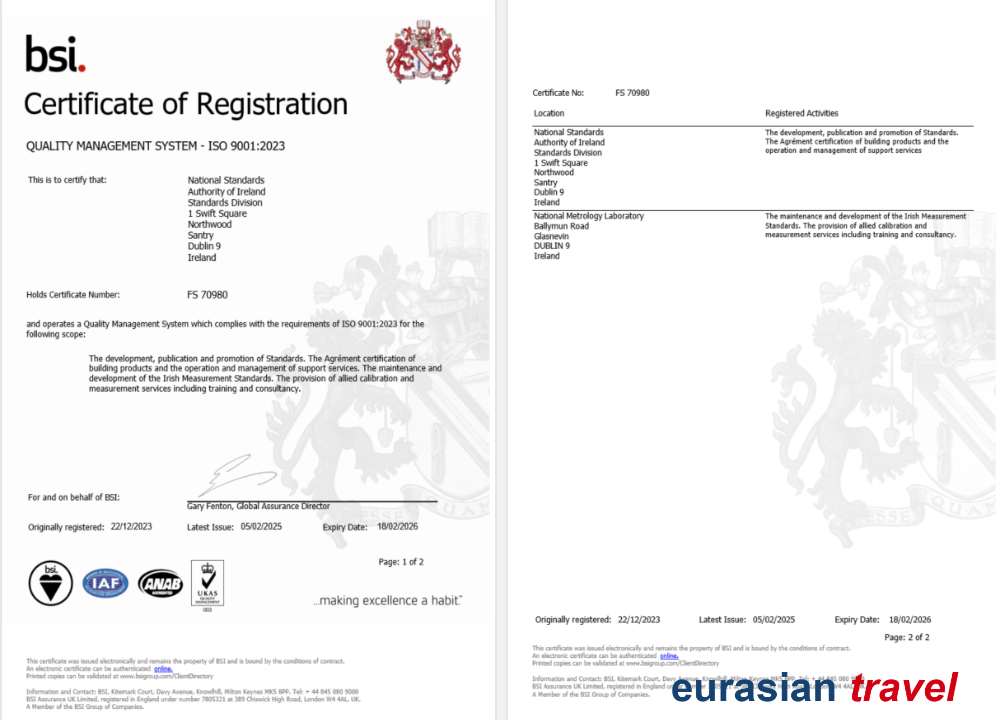 bsi.
Certificate of Registration
QUALITY MANAGEMENT SYSTEM - ISO 9001:2023
This is to certify that:
National Standards
Authority of Ireland
Standards Division
1 Swift Square
Northwood
Santry
Dublin 9
Ireland
Holds Certificate Number:
FS 70980
and operates a Quality Management System which complies with the requirements of ISO 9001:2023 for the
following scope:
The development, publication and promotion of Standards. The Agrément certification of
building products and the operation and management of support services. The maintenance and
development of the Irish Measurement Standards. The provision of allied calibration and
measurement services including training and consultancy.
For and on behalf of BSI:
Gary Fenton, Global Assurance Director
Originally registered: 22/12/2023
Latest Issue: 05/02/2025
Expiry Date: 18/02/2026
Page: 1 of 2
bsi.
IAF
ANAB
ACCREDITED
UKAS
QUALITY
MANAGEMENT
003
...making excellence a habit.™
This certificate was issued electronically and remains the property of BSI and is bound by the conditions of contract.
An electronic certificate can be authenticated online.
Printed copies can be validated at www.bsigroup.com/ClientDirectory
Information and Contact: BSI, Kitemark Court, Davy Avenue, Knowlhill, Milton Keynes MK5 8PP. Tel: + 44 845 080 9000
BSI Assurance UK Limited, registered in England under number 7805321 at 389 Chiswick High Road, London W4 4AL, UK.
A Member of the BSI Group of Companies.
Certificate No: FS 70980
Location
Registered Activities
National Standards
Authority of Ireland
Standards Division
1 Swift Square
Northwood
Santry
Dublin 9
Ireland
The development, publication and promotion of Standards.
The Agrément certification of building products and the
operation and management of support services
National Metrology Laboratory
Ballymun Road
Glasnevin
DUBLIN 9
Ireland
The maintenance and development of the Irish Measurement
Standards. The provision of allied calibration and
measurement services including training and consultancy.
Originally registered: 22/12/2023
Latest Issue: 05/02/2025
Expiry Date: 18/02/2026
Page: 2 of 2
This certificate was issued electronically and remains the property of BSI and is bound by the conditions of contract.
An electronic certificate can be authenticated online.
Printed copies can be validated at www.bsigroup.com/ClientDirectory
Information and Contact: BSI, Kitemark Court, Davy Avenue, Knowlhill, Milton Keynes MK5 8PP. Tel: + 44 845 080
BSI Assurance UK Limited, registered in England
A Member of the BSI Group of Companies.
eurasian travel